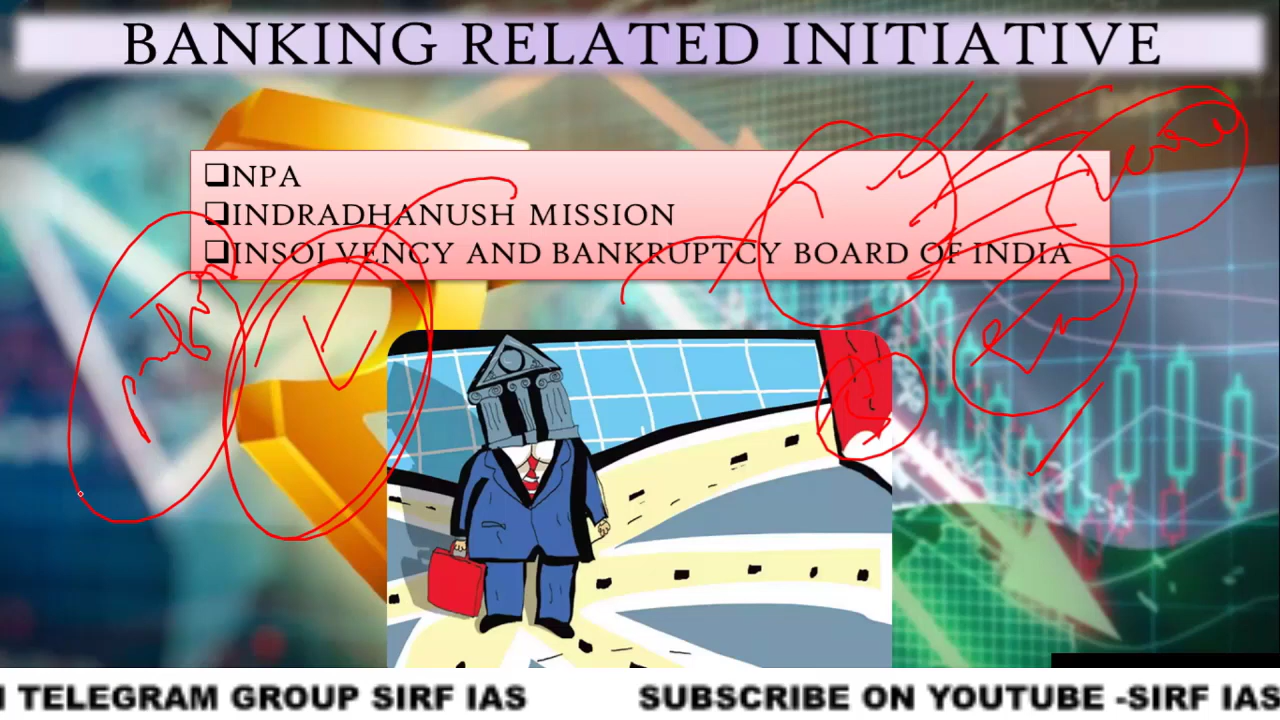 BANKING RELATED INITIATIVE
❑NPA
❑INDRADHANUSH MISSION
❑INSOLVENCY AND BANKRUPTCY BOARD OF INDIA
TELEGRAM GROUP SIRF IAS SUBSCRIBE ON YOUTUBE -SIRF IAS